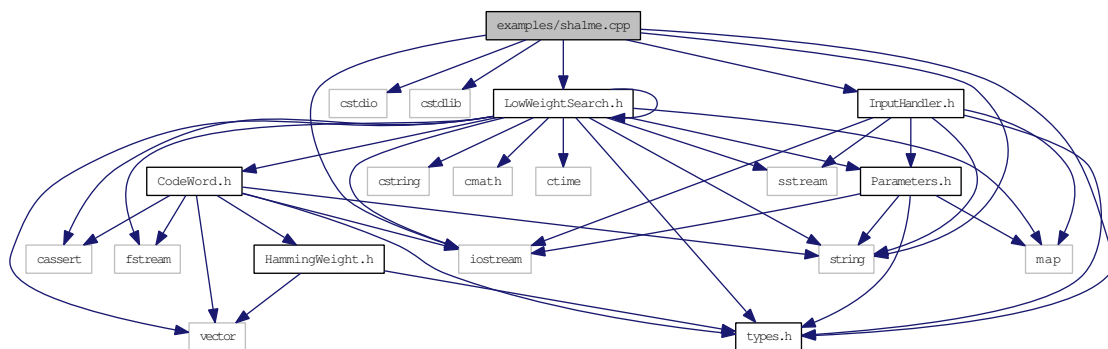 examples/sha1me.cpp
cstdio
cstdlib
LowWeightSearch.h
InputHandler.h
CodeWord.h
cstring
cmath
ctime
sstream
Parameters.h
cassert
fstream
HammingWeight.h
iostream
string
map
vector
types.h